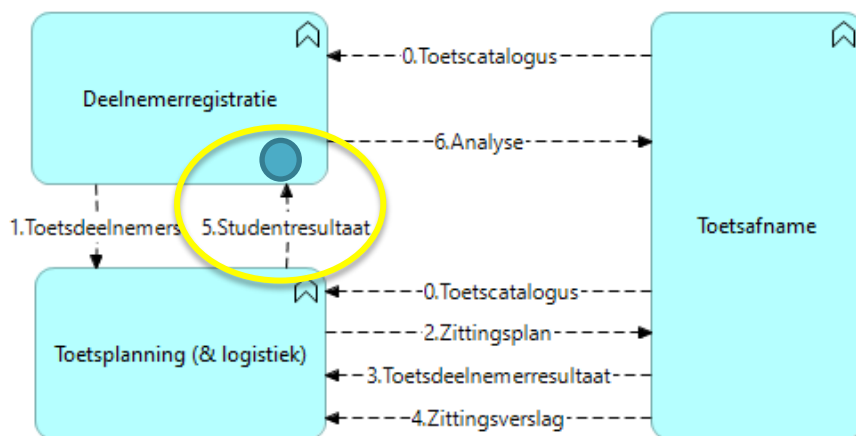 0.Toetscatalogus
Deelnemerregistratie
6.Analyse
1.Toetsdeelnemers
5.Studentresultaat
Toetsafname
0.Toetscatalogus
2.Zittingsplan
Toetsplanning (& logistiek)
3.Toetsdeelnemerresultaat
4.Zittingsverslag